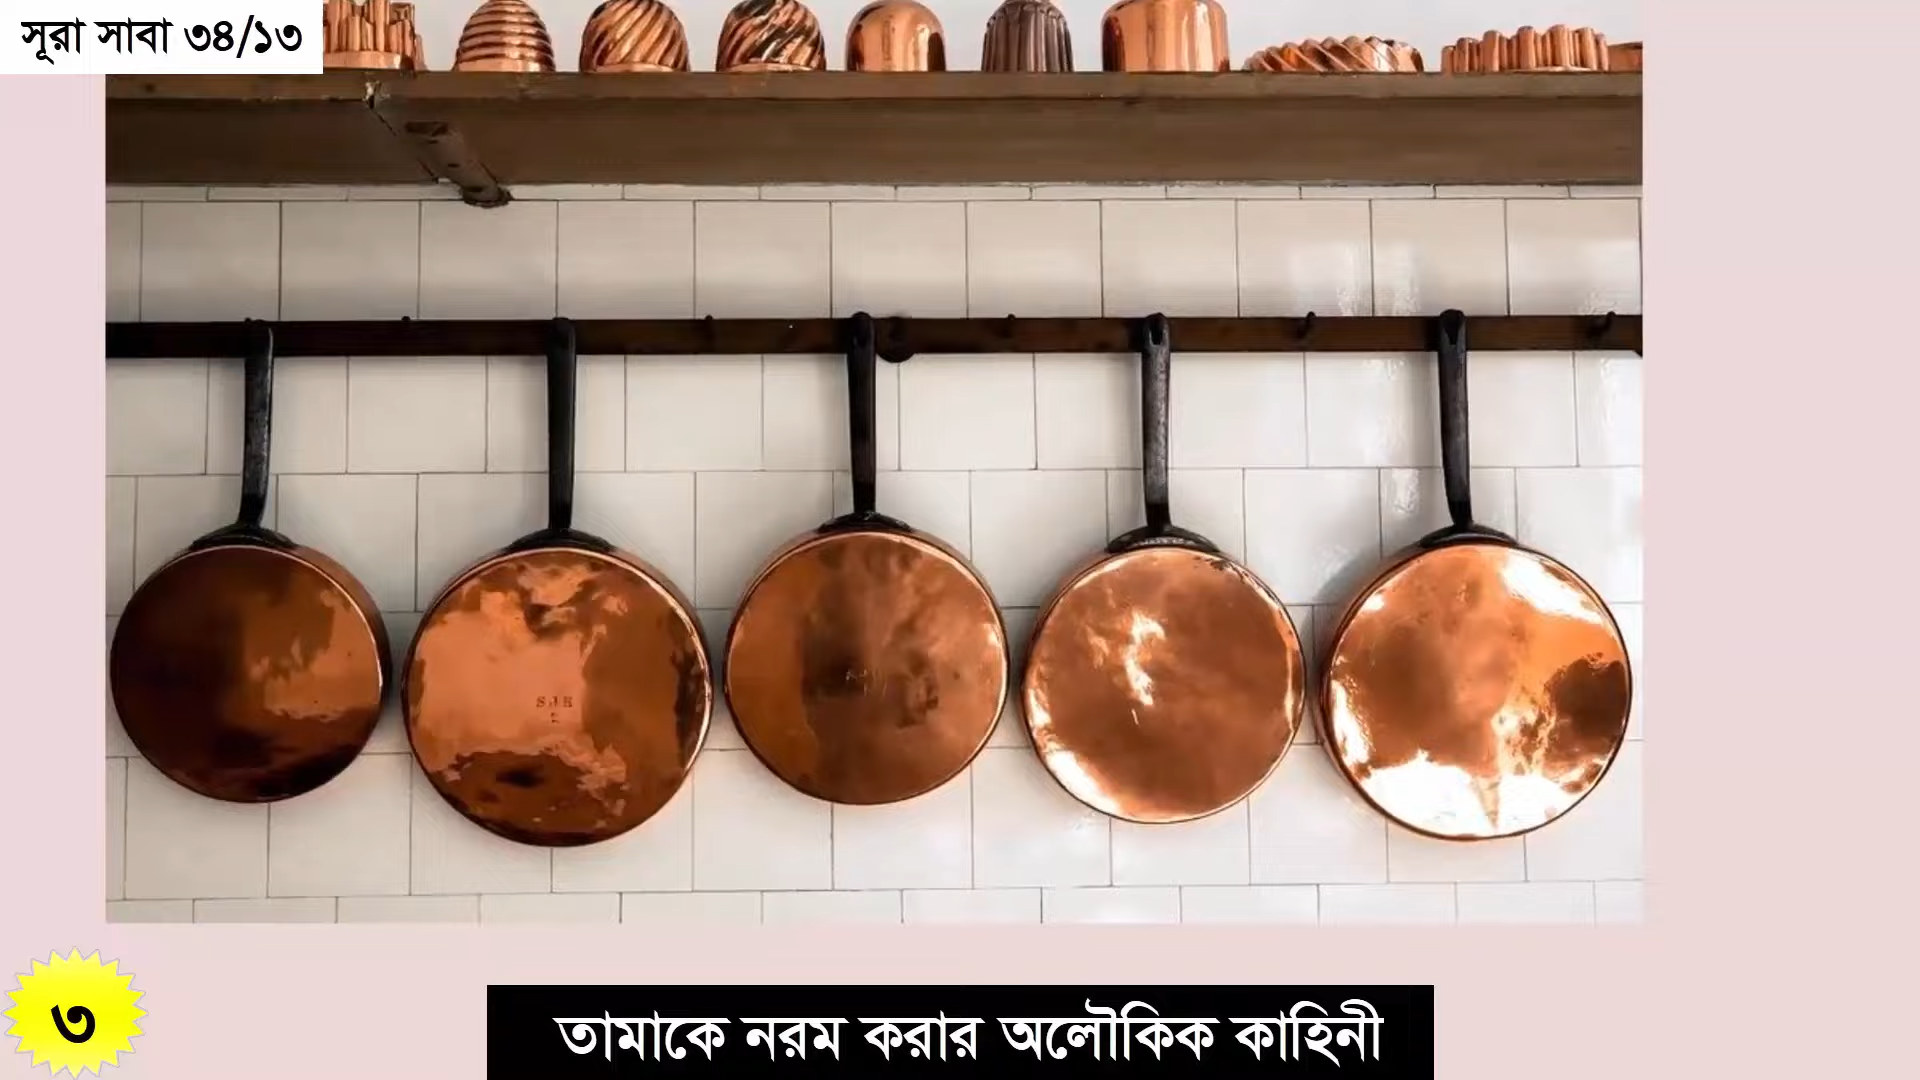 সূরা সাবা ৩৪/১৩
৩
তামাকে নরম করার অলৌকিক কাহিনী